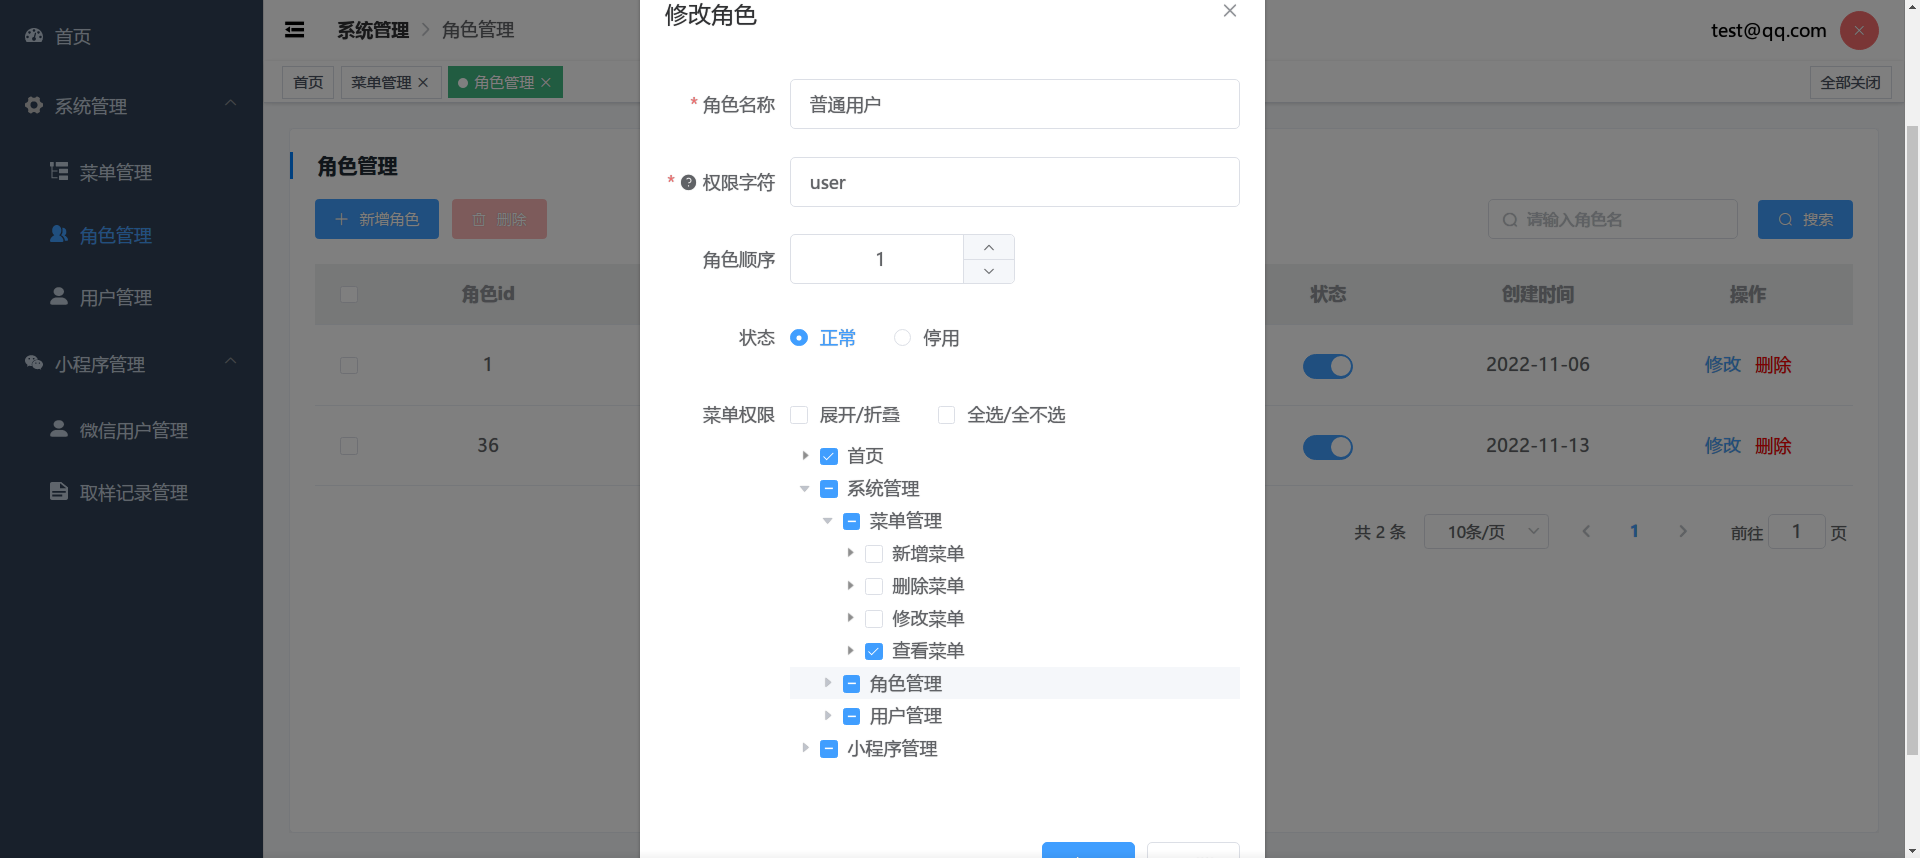 首页
系统管理
菜单管理
角色管理
用户管理
小程序管理
微信用户管理
取样记录管理
系统管理 角色管理
test@qq.com
首页 菜单管理 角色管理
全部关闭
角色管理
新增角色 删除
请输入角色名 搜索
角色id 状态 创建时间 操作
1 2022-11-06 修改 删除
36 2022-11-13 修改 删除
共 2 条 10条/页 1 前往 1 页
修改角色
* 角色名称 普通用户
* 权限字符 user
角色顺序 1
状态 正常 停用
菜单权限 展开/折叠 全选/全不选
首页
系统管理
菜单管理
新增菜单
删除菜单
修改菜单
查看菜单
角色管理
用户管理
小程序管理